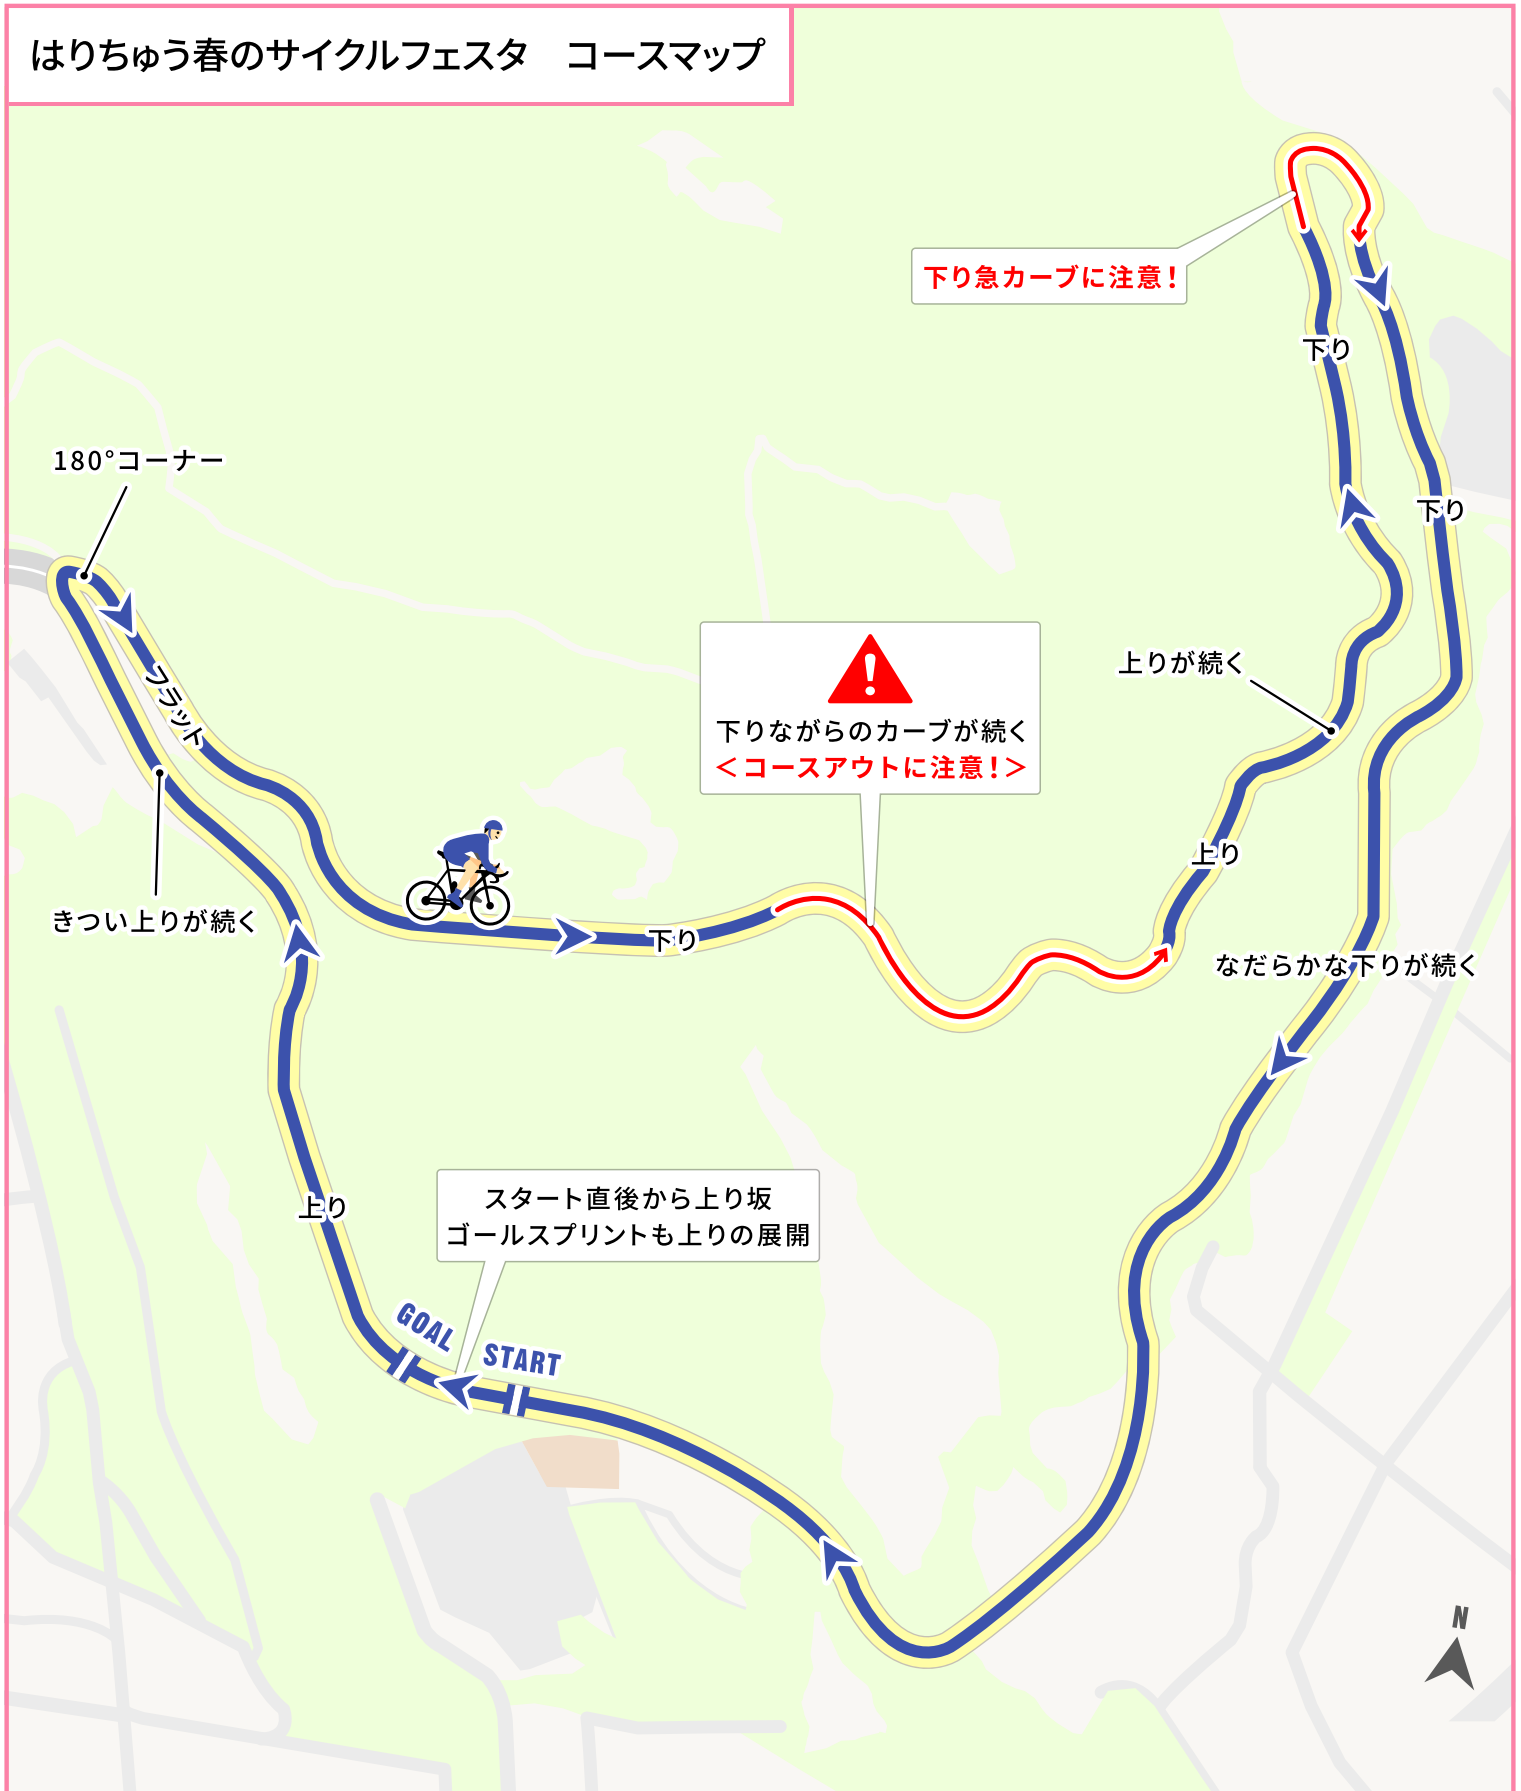 はりちゅう春のサイクルフェスタ　コースマップ
下り急カーブに注意！
下り
180°コーナー
下り
フラット
上りが続く
下りながらのカーブが続く
＜コースアウトに注意！＞
上り
きつい上りが続く
下り
なだらかな下りが続く
上り
スタート直後から上り坂
ゴールスプリントも上りの展開
GOAL
START
N